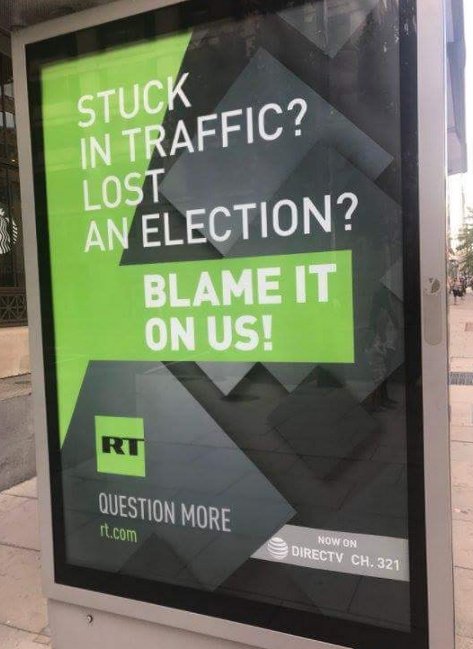 STUCK
IN TRAFFIC?
LOST
AN ELECTION?
BLAME IT
ON US!
RT
QUESTION MORE
rt.com
NOW ON
DIRECTV CH. 321